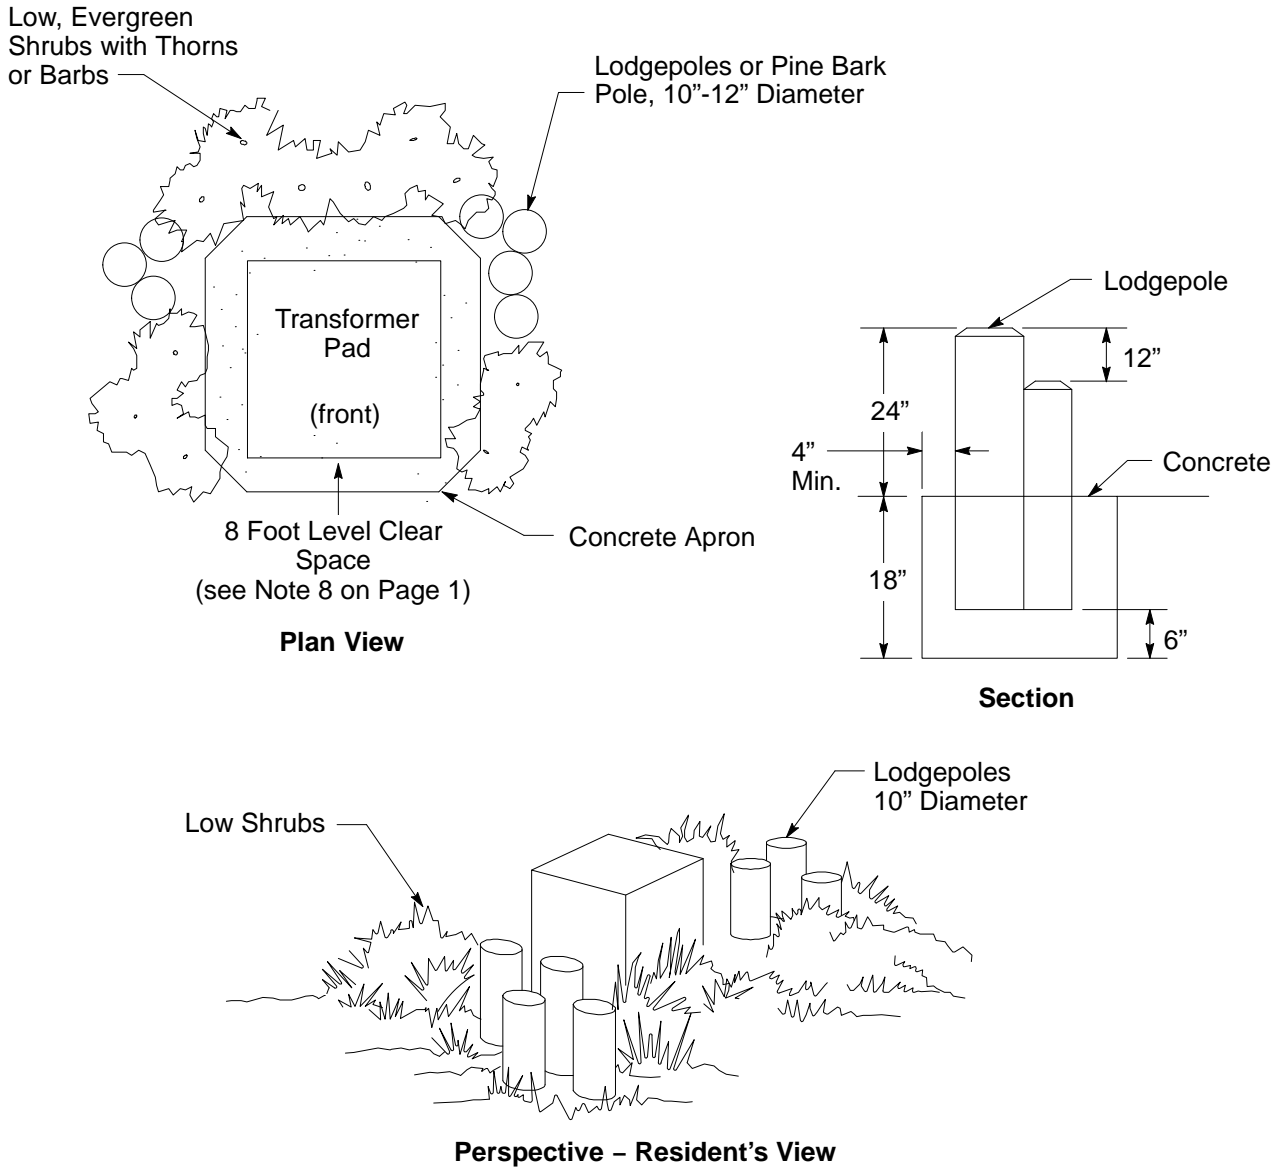 Low, Evergreen
Shrubs with Thorns
or Barbs
Lodgepoles or Pine Bark
Pole, 10”-12” Diameter
Transformer
Pad
(front)
8 Foot Level Clear
Space
(see Note 8 on Page 1)
Concrete Apron
Plan View
Lodgepole
12”
24”
4”
Min.
Concrete
18”
6”
Section
Lodgepoles
10” Diameter
Low Shrubs
Perspective – Resident’s View